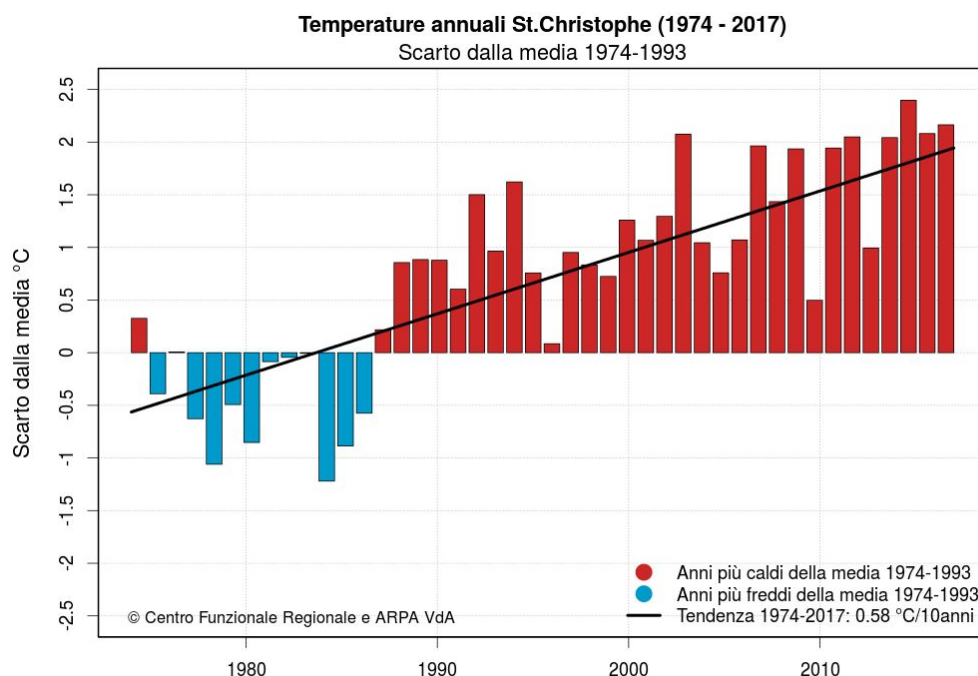 Temperature annuali St.Christophe (1974 - 2017)
Scarto dalla media 1974-1993
Scarto dalla media °C
2.5
2
1.5
1
0.5
0
-0.5
-1
-1.5
-2
-2.5
Anni più caldi della media 1974-1993
Anni più freddi della media 1974-1993
Tendenza 1974-2017: 0.58 °C/10anni
© Centro Funzionale Regionale e ARPA VdA
1980
1990
2000
2010